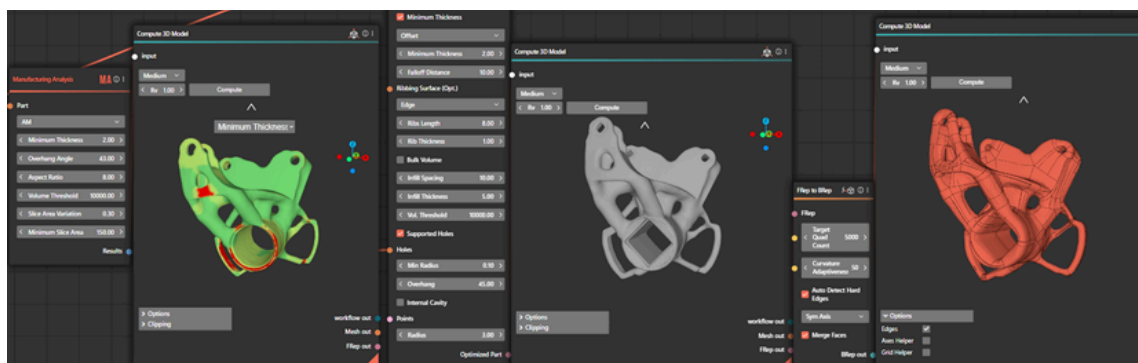 Manufacturing Analysis
MA
Part
AM
Minimum Thickness 2.00
Overhang Angle 43.00
Aspect Ratio 8.00
Volume Threshold 10000.00
Slice Area Variation 0.30
Minimum Slice Area 150.00
Results
Compute 3D Model
input
Medium
Rv 1.00
Compute
Minimum Thickness
Options
Clipping
workflow out
Mesh out
FRep out
Minimum Thickness
Offset
Minimum Thickness 2.00
Falloff Distance 10.00
Ribbing Surface (Opt.)
Edge
Ribs Length 8.00
Rib Thickness 1.00
Bulk Volume
Infill Spacing 10.00
Infill Thickness 5.00
Vol. Threshold 10000.00
Supported Holes
Holes
Min Radius 0.10
Overhang 45.00
Internal Cavity
Points
Radius 3.00
Optimized Part
Compute 3D Model
input
Medium
Rv 1.00
Compute
Options
Clipping
workflow out
Mesh out
FRep out
FRep to BRep
FRep
Target Quad Count 5000
Curvature Adaptiveness 50
Auto Detect Hard Edges
Sym Axis
Merge Faces
BRep out
Compute 3D Model
input
Medium
Rv 1.00
Compute
Options
Edges
Axes Helper
Grid Helper